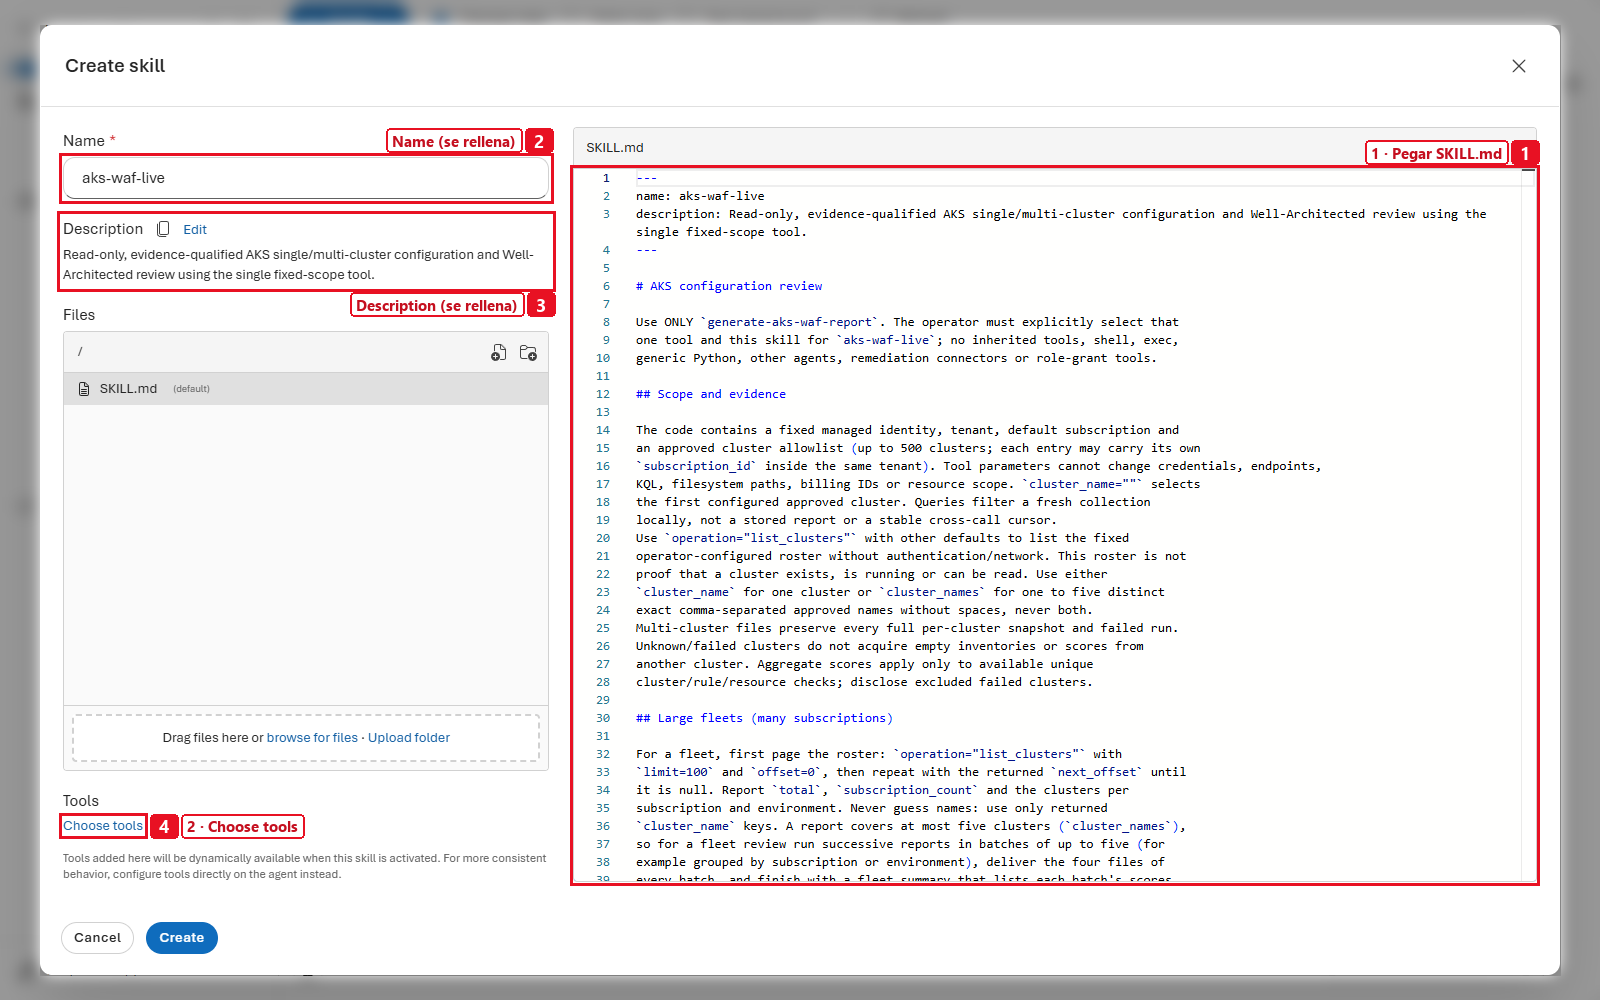 Create skill
Name *
Name (se rellena) 2
aks-waf-live
Description Edit
Read-only, evidence-qualified AKS single/multi-cluster configuration and Well-
Architected review using the single fixed-scope tool.
Description (se rellena) 3
Files
/
SKILL.md (default)
Drag files here or browse for files · Upload folder
Tools
Choose tools 4 2 · Choose tools
Tools added here will be dynamically available when this skill is activated. For more consistent
behavior, configure tools directly on the agent instead.
Cancel Create
SKILL.md
1 · Pegar SKILL.md 1
1 ---
2 name: aks-waf-live
3 description: Read-only, evidence-qualified AKS single/multi-cluster configuration and Well-Architected review using the
single fixed-scope tool.
4 ---
5
6 # AKS configuration review
7
8 Use ONLY `generate-aks-waf-report`. The operator must explicitly select that
9 one tool and this skill for `aks-waf-live`; no inherited tools, shell, exec,
10 generic Python, other agents, remediation connectors or role-grant tools.
11
12 ## Scope and evidence
13
14 The code contains a fixed managed identity, tenant, default subscription and
15 an approved cluster allowlist (up to 500 clusters; each entry may carry its own
16 `subscription_id` inside the same tenant). Tool parameters cannot change credentials, endpoints,
17 KQL, filesystem paths, billing IDs or resource scope. `cluster_name=""` selects
18 the first configured approved cluster. Queries filter a fresh collection
19 locally, not a stored report or a stable cross-call cursor.
20 Use `operation="list_clusters"` with other defaults to list the fixed
21 operator-configured roster without authentication/network. This roster is not
22 proof that a cluster exists, is running or can be read. Use either
23 `cluster_name` for one cluster or `cluster_names` for one to five distinct
24 exact comma-separated approved names without spaces, never both.
25 Multi-cluster files preserve every full per-cluster snapshot and failed run.
26 Unknown/failed clusters do not acquire empty inventories or scores from
27 another cluster. Aggregate scores apply only to available unique
28 cluster/rule/resource checks; disclose excluded failed clusters.
29
30 ## Large fleets (many subscriptions)
31
32 For a fleet, first page the roster: `operation="list_clusters"` with
33 `limit=100` and `offset=0`, then repeat with the returned `next_offset` until
34 it is null. Report `total`, `subscription_count` and the clusters per
35 subscription and environment. Never guess names: use only returned
36 `cluster_name` keys. A report covers at most five clusters (`cluster_names`),
37 so for a fleet review run successive reports in batches of up to five (for
38 example grouped by subscription or environment), deliver the four files of
39 every batch, and finish with a fleet summary that lists each batch's scores